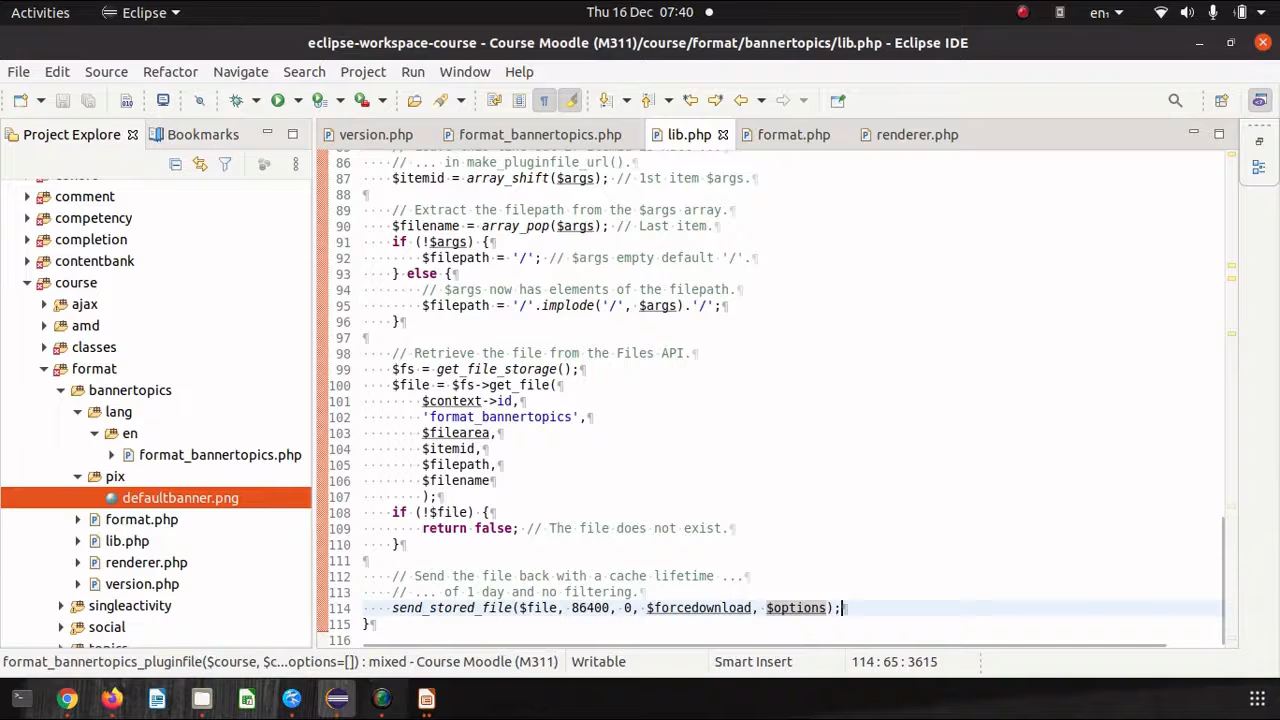 Activities Eclipse Thu 16 Dec 07:40 en₁
eclipse-workspace-course - Course Moodle (M311)/course/format/bannertopics/lib.php - Eclipse IDE
File Edit Source Refactor Navigate Search Project Run Window Help
Project Explore Bookmarks version.php format_bannertopics.php lib.php format.php renderer.php
comment
competency
completion
contentbank
course
ajax
amd
classes
format
bannertopics
lang
en
format_bannertopics.php
pix
defaultbanner.png
format.php
lib.php
renderer.php
version.php
singleactivity
social
86 // ... in make_pluginfile_url().
87 $itemid = array_shift($args); // 1st item $args.
88
89 // Extract the filepath from the $args array.
90 $filename = array_pop($args); // Last item.
91 if (!$args) {
92 $filepath = '/'; // $args empty default '/'.
93 } else {
94 // $args now has elements of the filepath.
95 $filepath = '/'.implode('/', $args).'/';
96 }
97
98 // Retrieve the file from the Files API.
99 $fs = get_file_storage();
100 $file = $fs->get_file(
101 $context->id,
102 'format_bannertopics',
103 $filearea,
104 $itemid,
105 $filepath,
106 $filename
107 );
108 if (!$file) {
109 return false; // The file does not exist.
110 }
111
112 // Send the file back with a cache lifetime ...
113 // ... of 1 day and no filtering.
114 send_stored_file($file, 86400, 0, $forcedownload, $options);
115 }
116
format_bannertopics_pluginfile($course, $c...options=[]) : mixed - Course Moodle (M311) Writable Smart Insert 114 : 65 : 3615